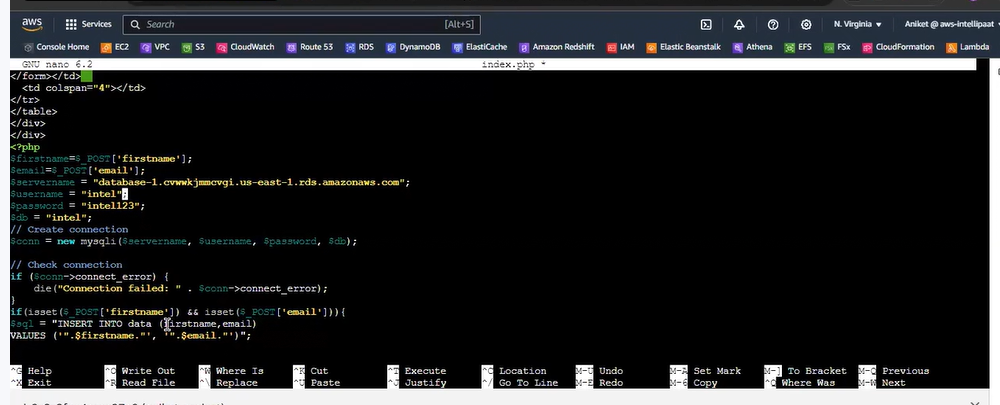 aws Services Search [Alt+S] N. Virginia Aniket @ aws-intellipaat
Console Home EC2 VPC S3 CloudWatch Route 53 RDS DynamoDB ElastiCache Amazon Redshift IAM Elastic Beanstalk Athena EFS FSx CloudFormation Lambda
GNU nano 6.2 index.php *
</form></td>
<td colspan="4"></td>
</tr>
</table>
</div>
</div>
<?php
$firstname=$_POST['firstname'];
$email=$_POST['email'];
$servername = "database-1.cvwwkjmmcvgi.us-east-1.rds.amazonaws.com";
$username = "intel";
$password = "intel123";
$db = "intel";
// Create connection
$conn = new mysqli($servername, $username, $password, $db);
// Check connection
if ($conn->connect_error) {
die("Connection failed: " . $conn->connect_error);
}
if(isset($_POST['firstname']) && isset($_POST['email'])){
$sql = "INSERT INTO data (firstname,email)
VALUES ('".$firstname."', '".$email."')";
^G Help ^O Write Out ^W Where Is ^K Cut ^T Execute ^C Location M-U Undo M-A Set Mark M-] To Bracket M-Q Previous
^X Exit ^R Read File ^\ Replace ^U Paste ^J Justify ^/ Go To Line M-E Redo M-6 Copy ^Q Where Was M-W Next